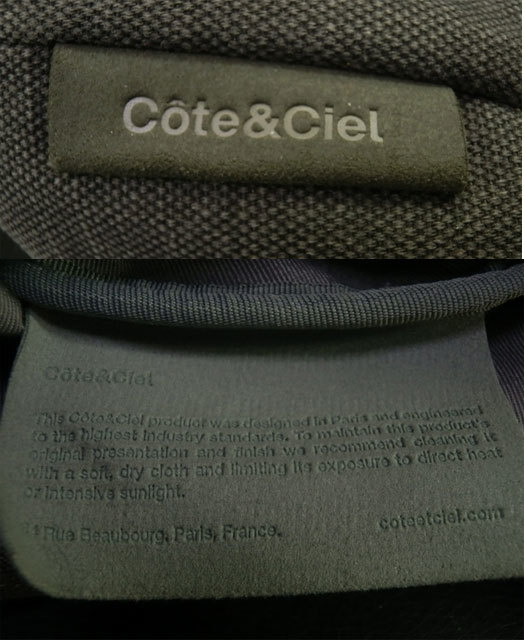 Côte&Ciel
Côte&Ciel
This Côte&Ciel product was designed in Paris and engineered
to the highest industry standards. To maintain this product's
original presentation and finish we recommend cleaning it
with a soft, dry cloth and limiting its exposure to direct heat
or intensive sunlight.
Rue Beaubourg, Paris, France.
coteetciel.com